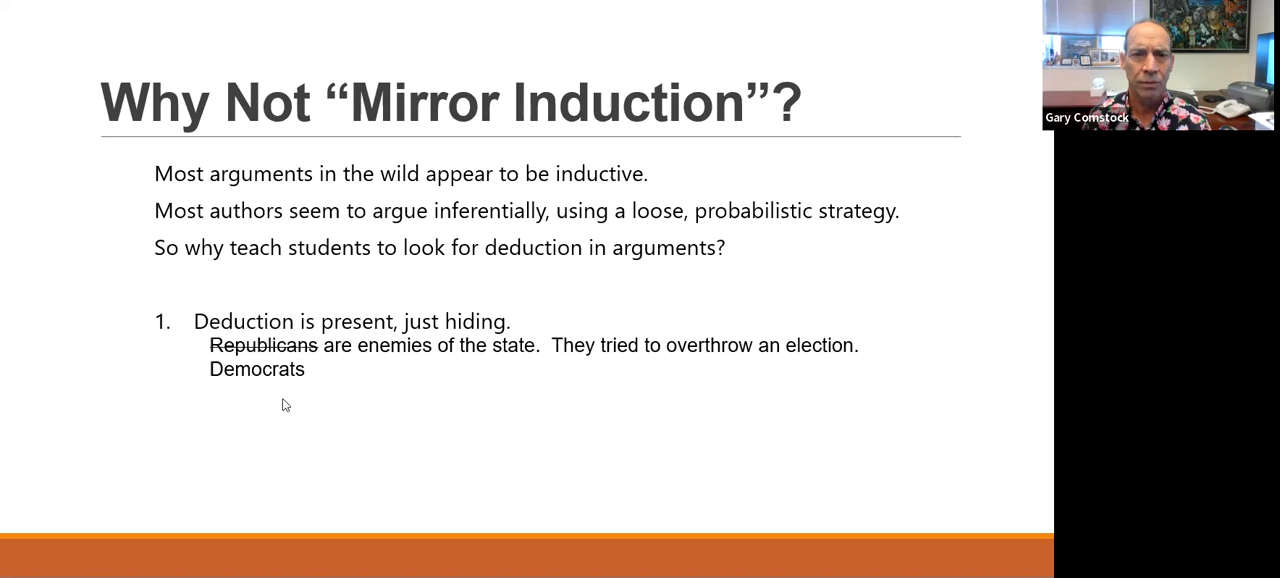 Why Not “Mirror Induction”?
Most arguments in the wild appear to be inductive.
Most authors seem to argue inferentially, using a loose, probabilistic strategy.
So why teach students to look for deduction in arguments?
1. Deduction is present, just hiding.
Republicans are enemies of the state. They tried to overthrow an election.
Democrats
Gary Comstock